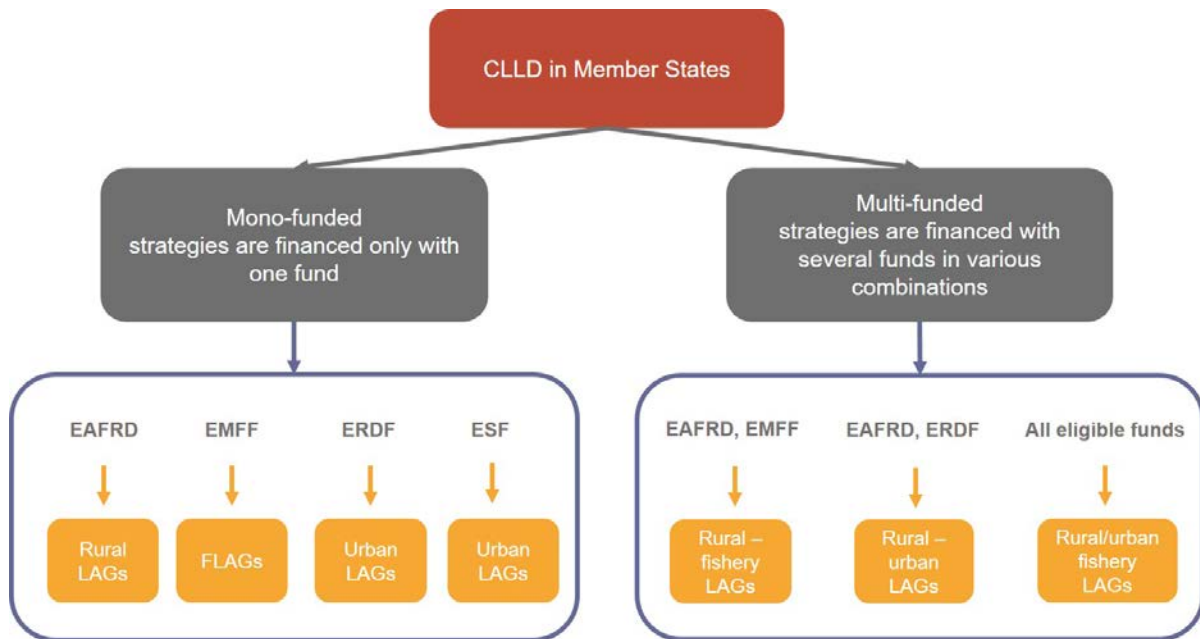 CLLD in Member States
Mono-funded
strategies are financed only with
one fund
Multi-funded
strategies are financed with
several funds in various
combinations
EAFRD
EMFF
ERDF
ESF
Rural
LAGs
FLAGs
Urban
LAGs
Urban
LAGs
EAFRD, EMFF
EAFRD, ERDF
All eligible funds
Rural –
fishery
LAGs
Rural –
urban
LAGs
Rural/urban
fishery
LAGs